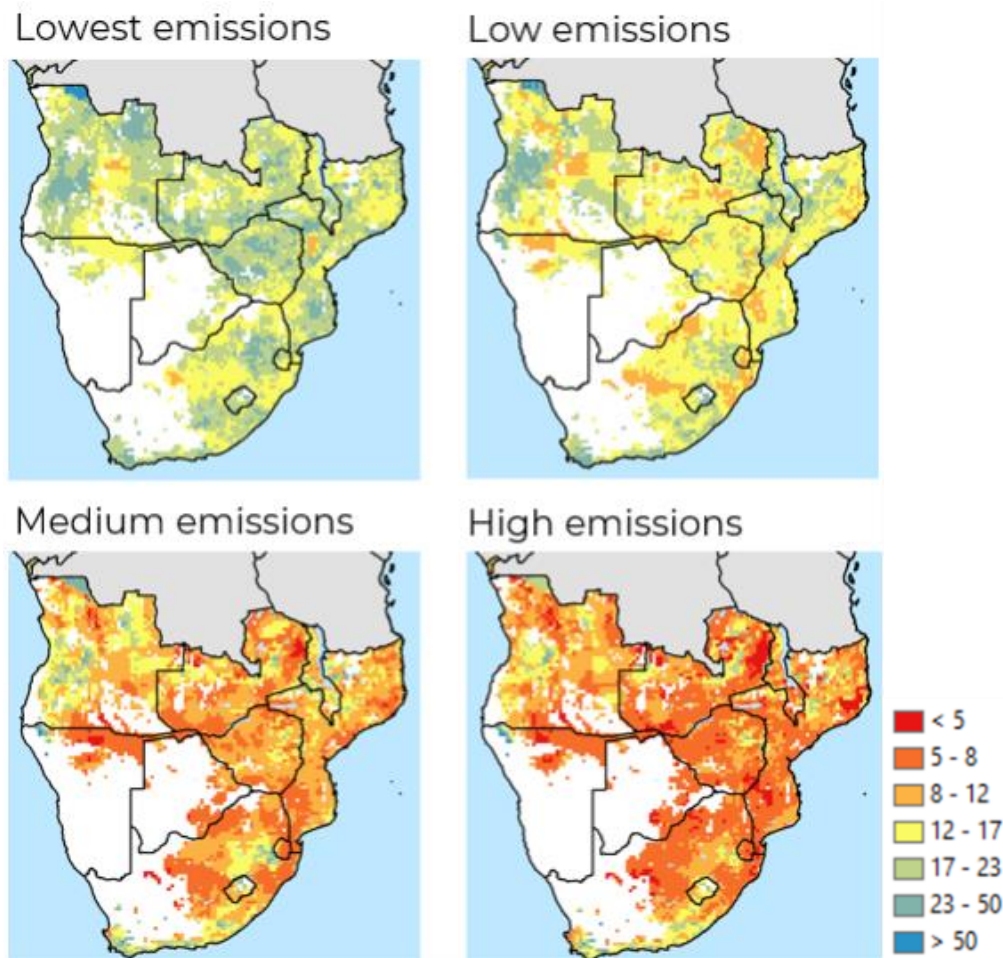 Lowest emissions
Low emissions
Medium emissions
High emissions
< 5
5 - 8
8 - 12
12 - 17
17 - 23
23 - 50
> 50